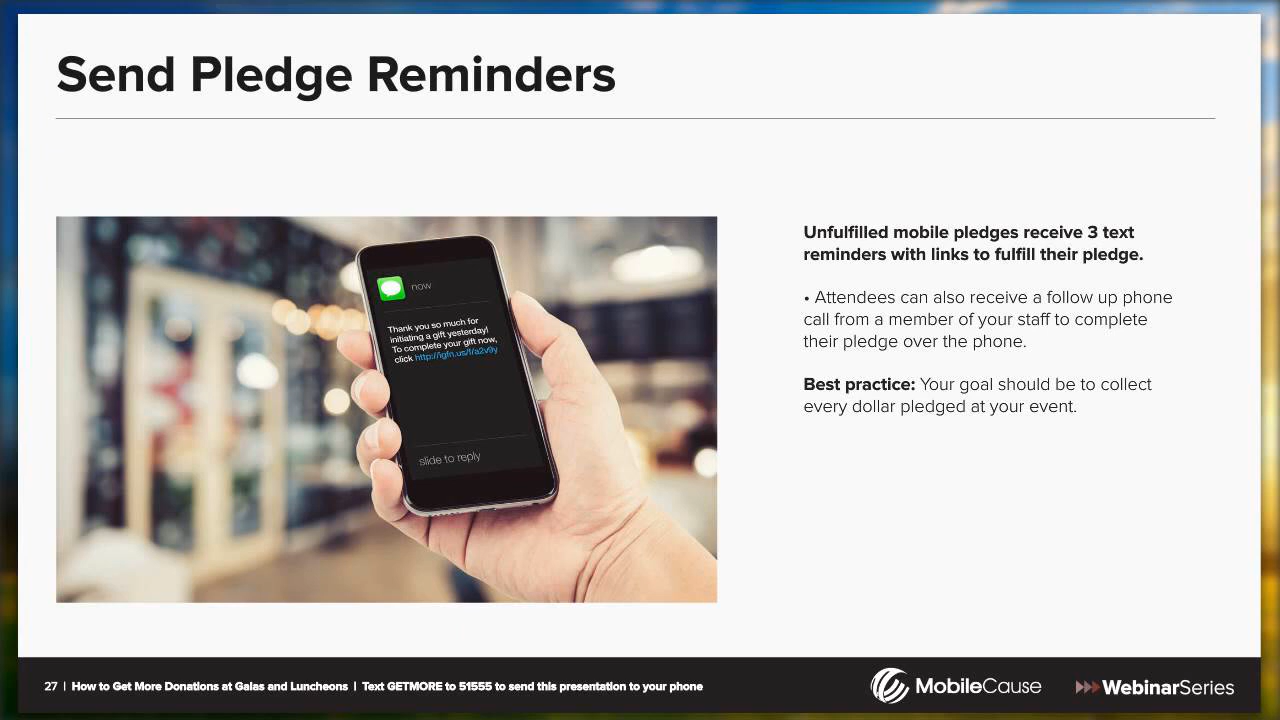 Send Pledge Reminders
now
Thank you so much for
initiating a gift yesterday!
To complete your gift now,
click http://igfn.us/f/a2v9y
slide to reply
Unfulfilled mobile pledges receive 3 text
reminders with links to fulfill their pledge.
• Attendees can also receive a follow up phone
call from a member of your staff to complete
their pledge over the phone.
Best practice: Your goal should be to collect
every dollar pledged at your event.
27 | How to Get More Donations at Galas and Luncheons | Text GETMORE to 51555 to send this presentation to your phone
MobileCause
WebinarSeries